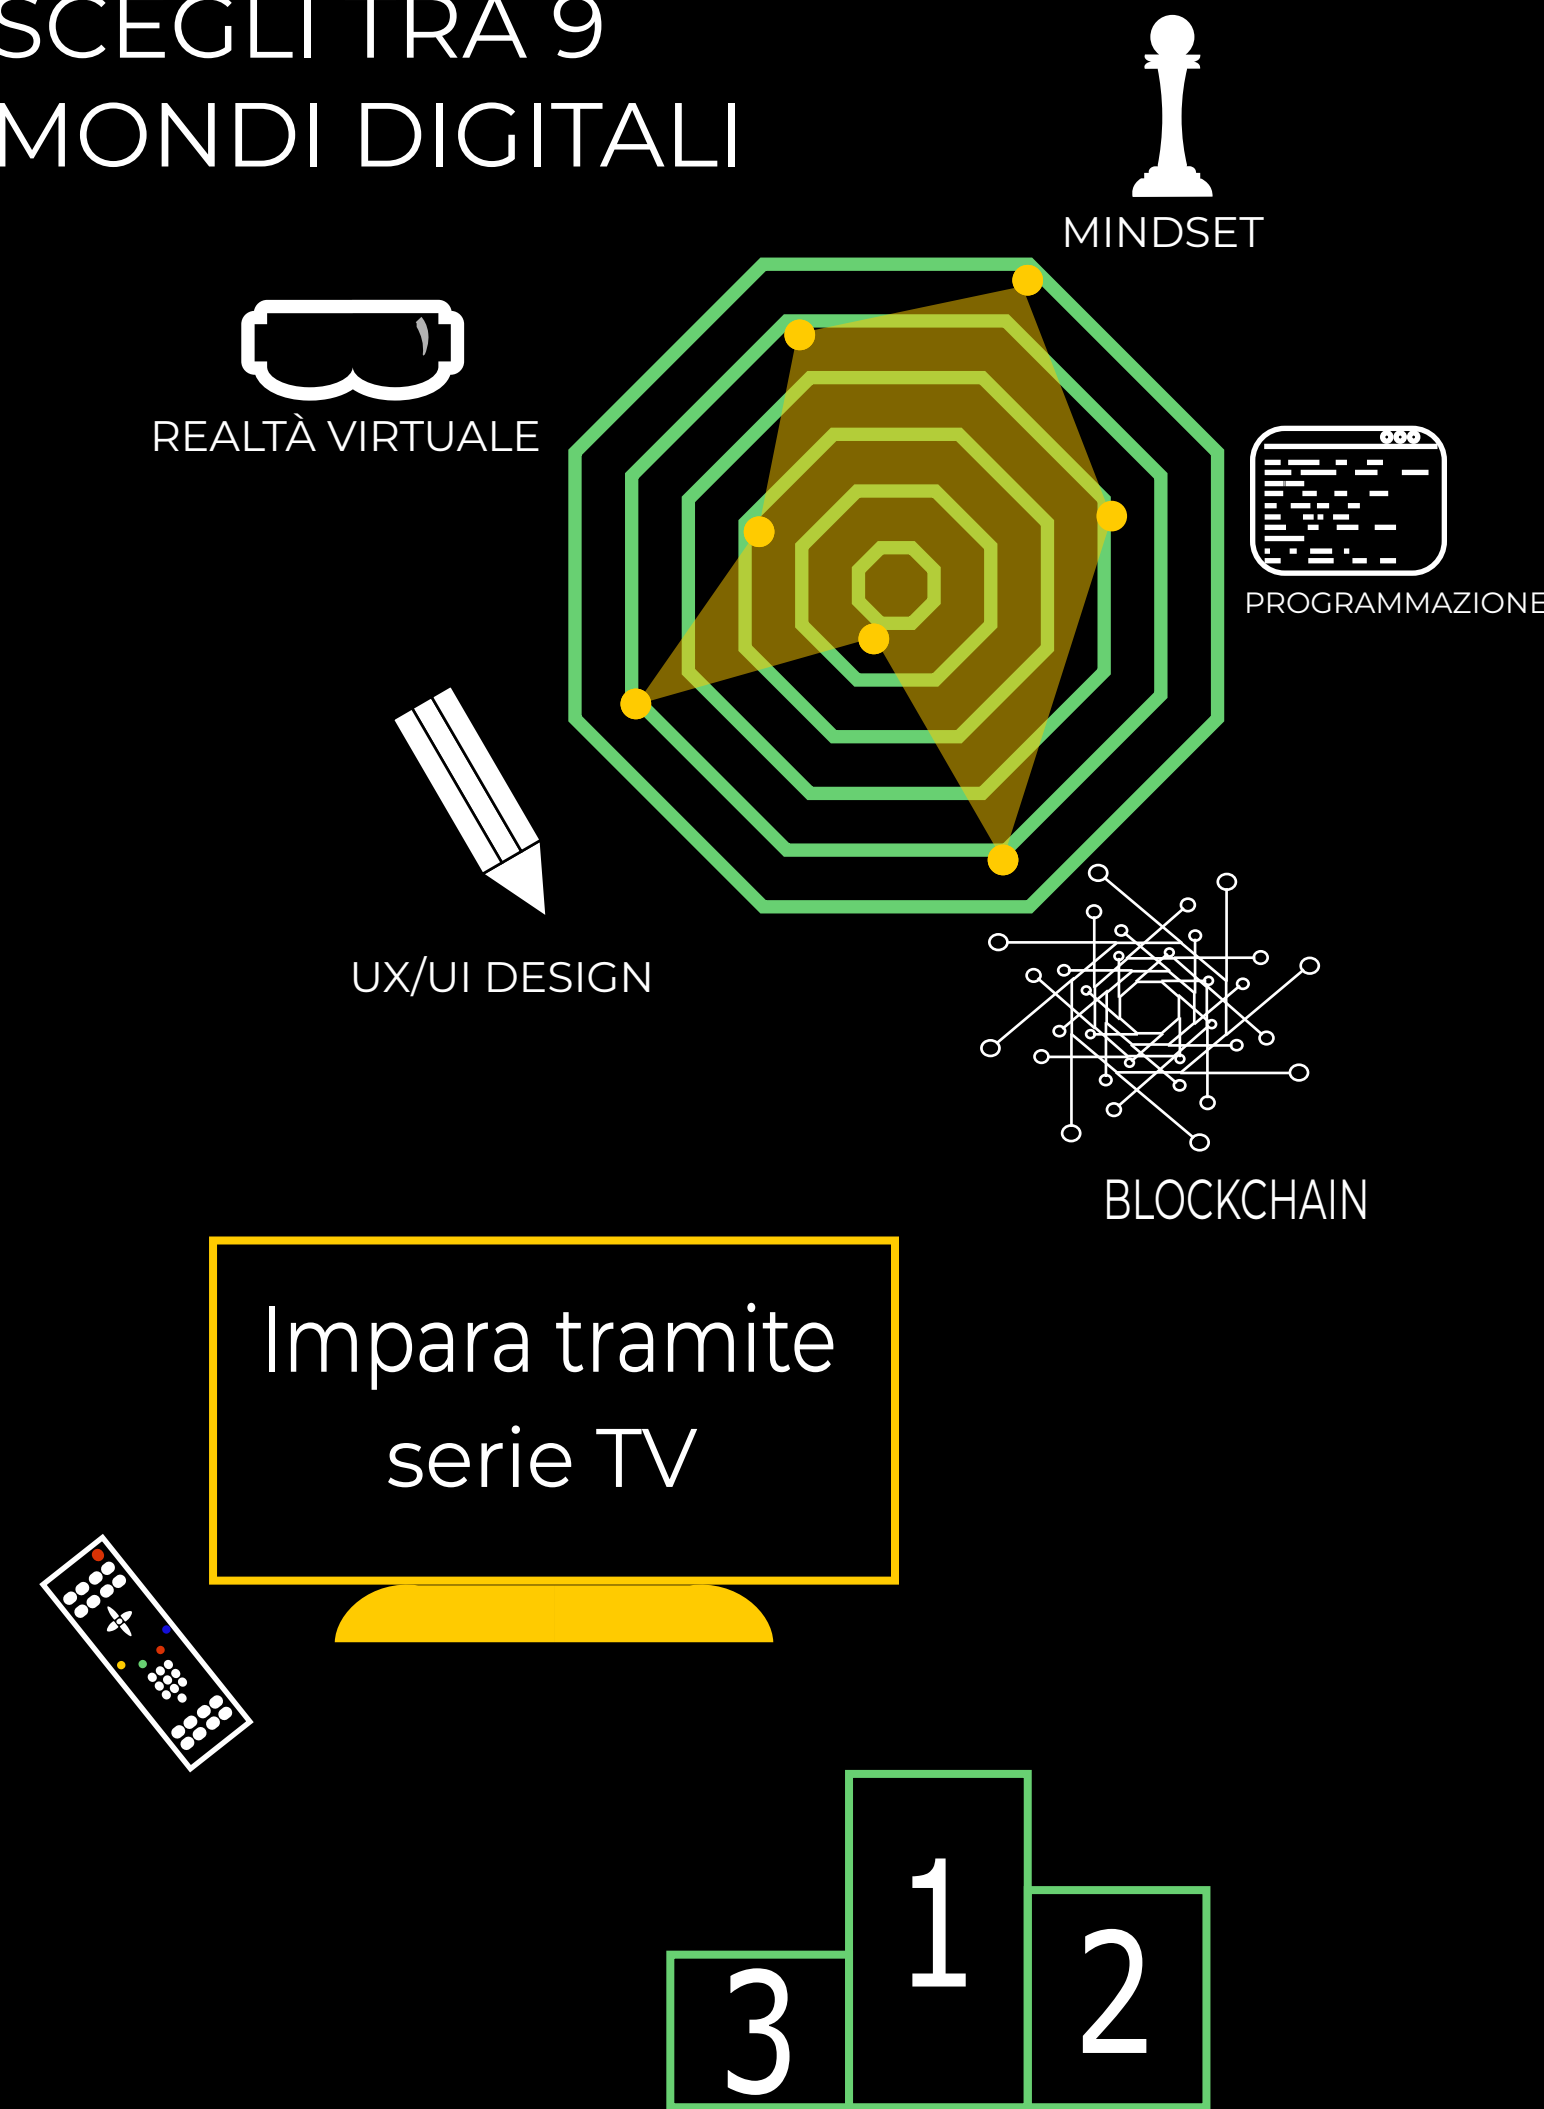 SCEGLI TRA 9
MONDI DIGITALI
MINDSET
REALTÀ VIRTUALE
PROGRAMMAZIONE
UX/UI DESIGN
BLOCKCHAIN
Impara tramite
serie TV
1
2
3